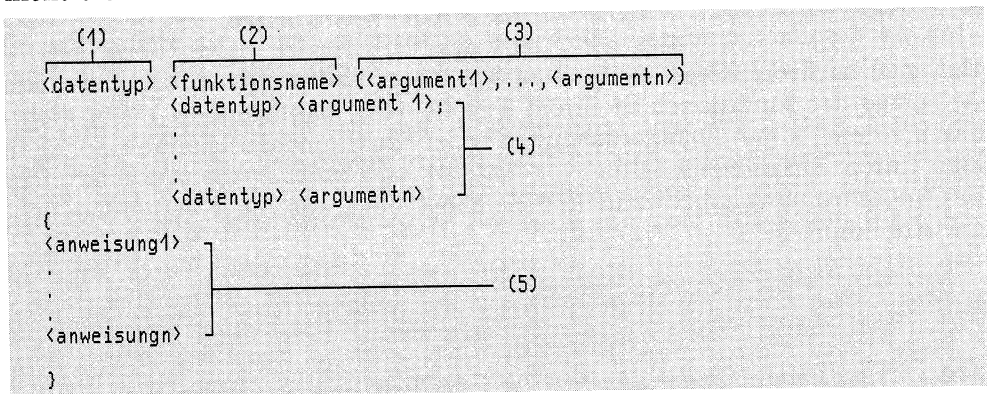 (1) (2) (3)
<datentyp> <funktionsname> (<argument1>,...,<argumentn>)
<datentyp> <argument 1>;
.
.
. (4)
<datentyp> <argumentn>
{
<anweisung1>
.
. (5)
.
<anweisungn>
}